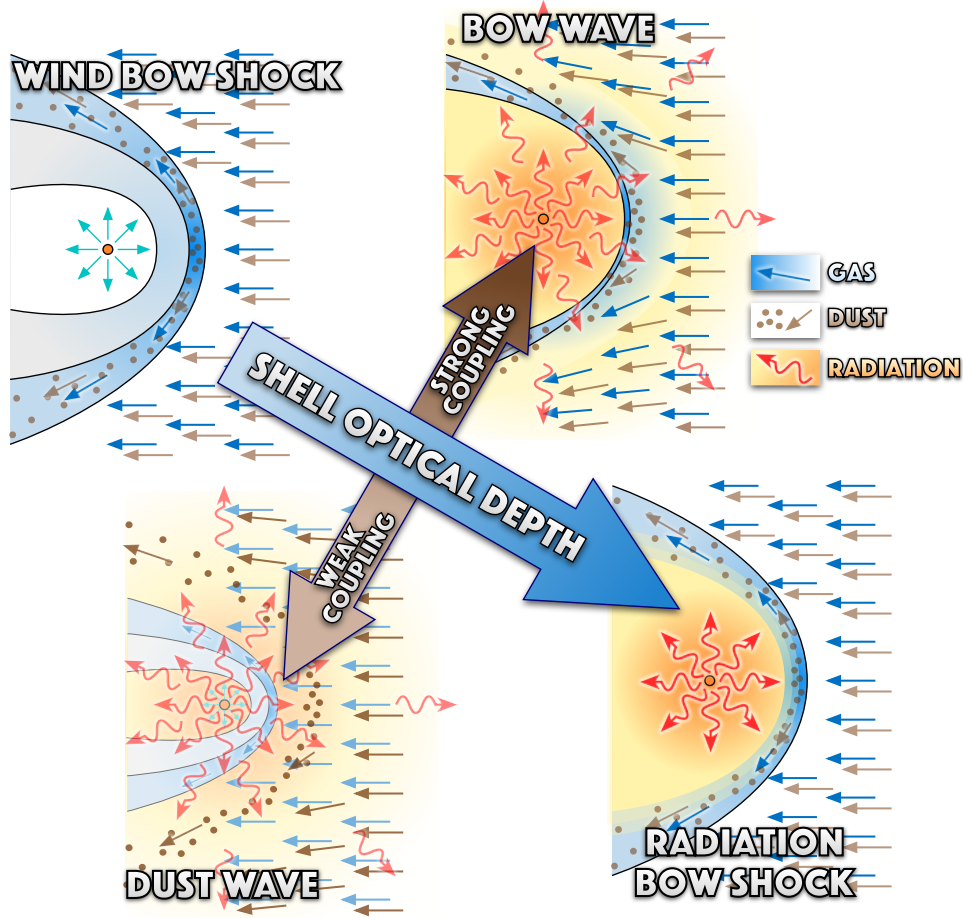 BOW WAVE
WIND BOW SHOCK
GAS
DUST
RADIATION
STRONG
COUPLING
SHELL OPTICAL DEPTH
WEAK
COUPLING
DUST WAVE
RADIATION
BOW SHOCK